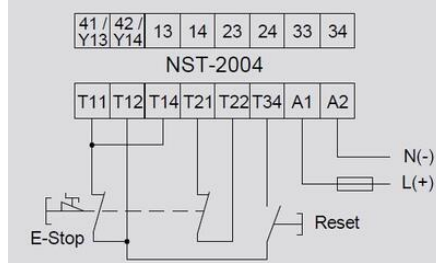 41 / Y13 42 / Y14 13 14 23 24 33 34
NST-2004
T11 T12 T14 T21 T22 T34 A1 A2
N(-)
L(+)
E-Stop
Reset